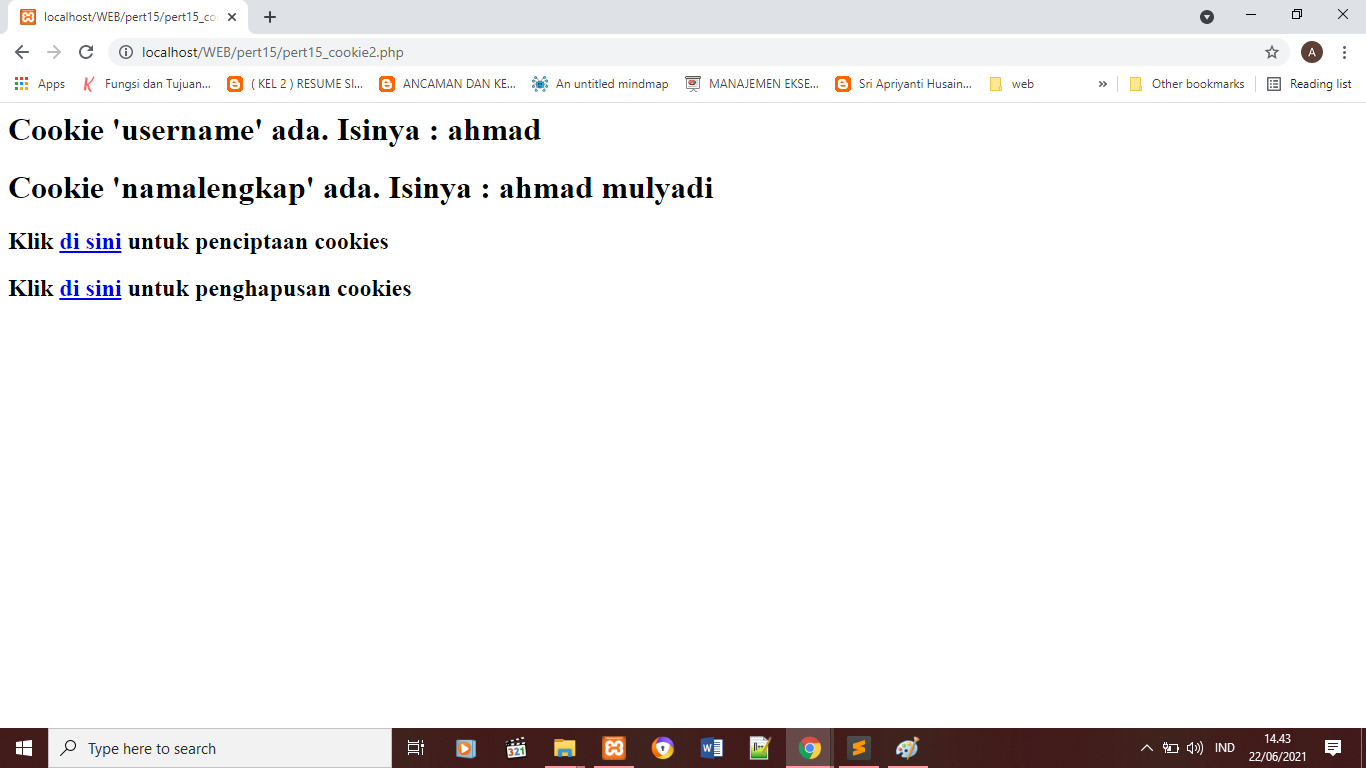 localhost/WEB/pert15/pert15_co
localhost/WEB/pert15/pert15_cookie2.php
A
Apps
Fungsi dan Tujuan...
( KEL 2 ) RESUME SI...
ANCAMAN DAN KE...
An untitled mindmap
MANAJEMEN EKSE...
Sri Apriyanti Husain...
web
»
Other bookmarks
Reading list
Cookie 'username' ada. Isinya : ahmad
Cookie 'namalengkap' ada. Isinya : ahmad mulyadi
Klik di sini untuk penciptaan cookies
Klik di sini untuk penghapusan cookies
Type here to search
321
IND
14.43
22/06/2021